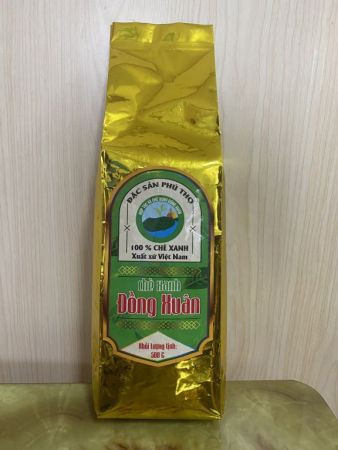 ĐẶC SẢN PHÚ THỌ
100 % CHÈ XANH
Xuất xứ Việt Nam
Chè xanh
Đồng Xuân
Khối lượng tịnh:
500 G